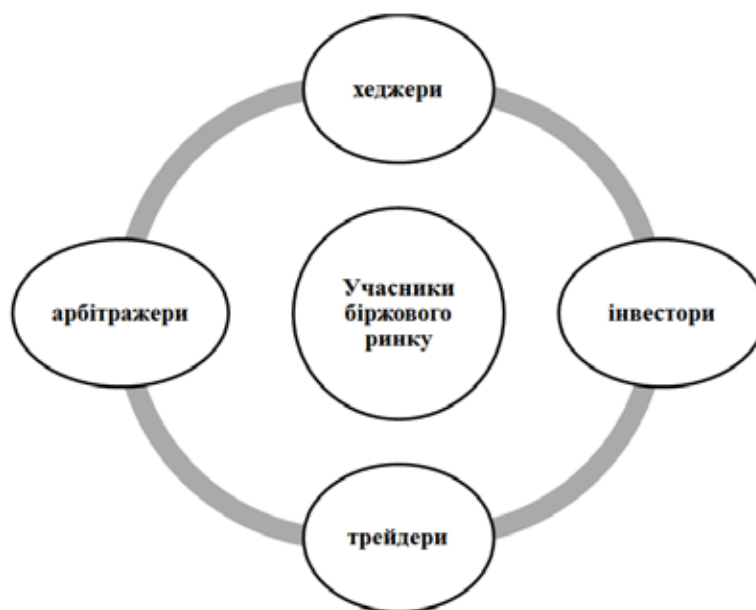 хеджери
арбітражери
Учасники
біржового
ринку
інвестори
трейдери